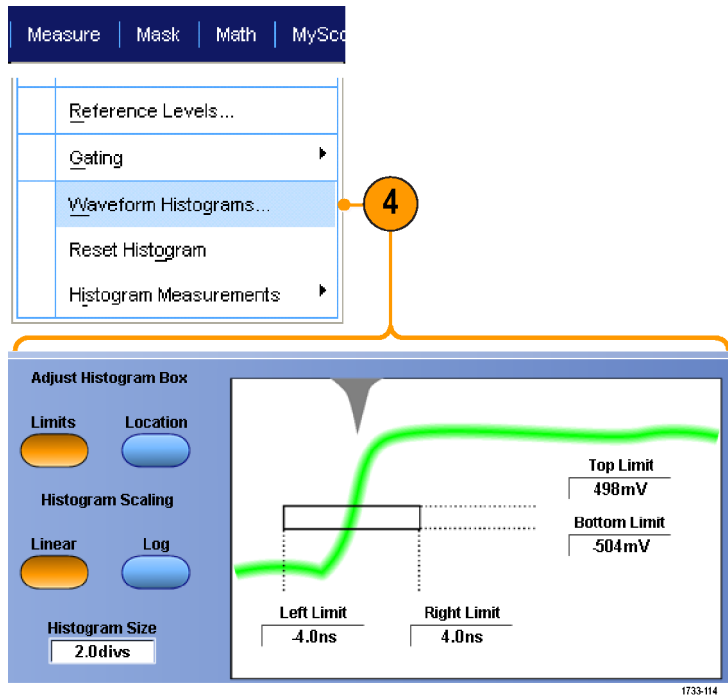 Measure | Mask | Math | MySco
Reference Levels...
Gating
Waveform Histograms...
4
Reset Histogram
Histogram Measurements
Adjust Histogram Box
Limits Location
Histogram Scaling
Linear Log
Histogram Size
2.0divs
Top Limit
498mV
Bottom Limit
-504mV
Left Limit Right Limit
-4.0ns 4.0ns
1733-114